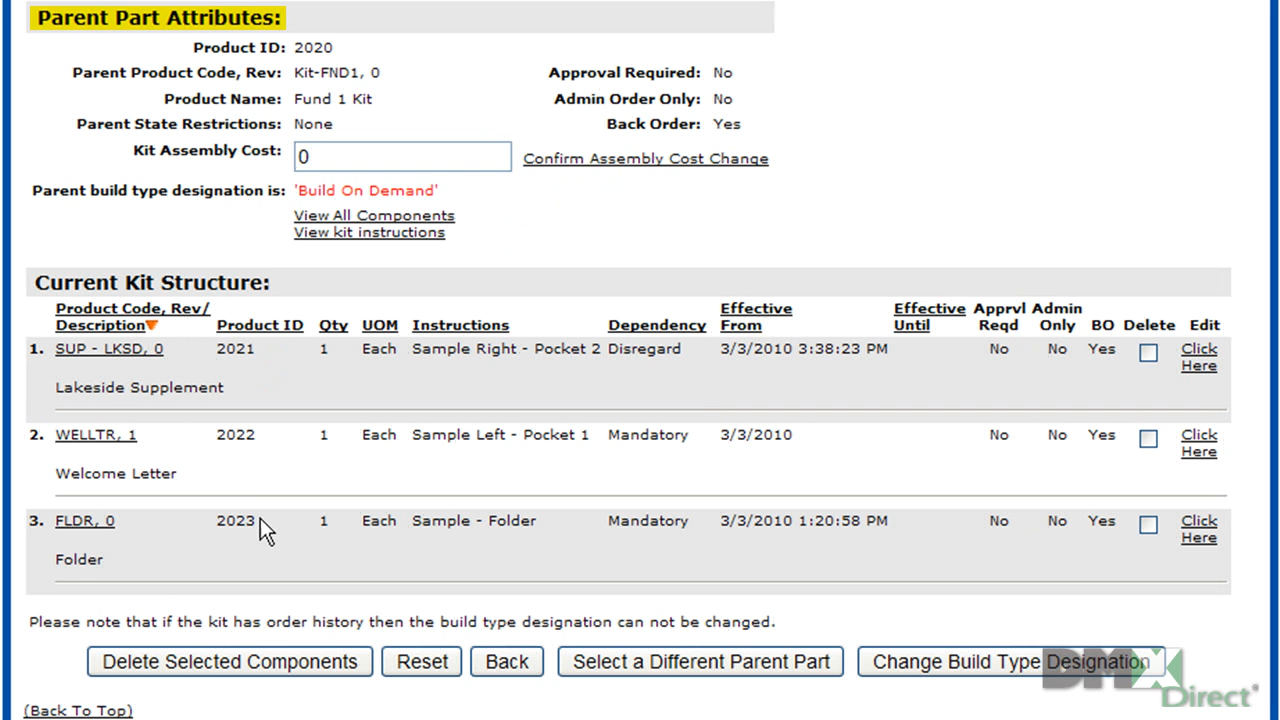 Parent Part Attributes:
Product ID: 2020
Parent Product Code, Rev: Kit-FND1, 0 Approval Required: No
Product Name: Fund 1 Kit Admin Order Only: No
Parent State Restrictions: None Back Order: Yes
Kit Assembly Cost: 0 Confirm Assembly Cost Change
Parent build type designation is: 'Build On Demand'
View All Components
View kit instructions
Current Kit Structure:
Product Code, Rev/ Effective Effective Apprvl Admin
Description Product ID Qty UOM Instructions Dependency From Until Reqd Only BO Delete Edit
1. SUP - LKSD, 0 2021 1 Each Sample Right - Pocket 2 Disregard 3/3/2010 3:38:23 PM No No Yes Click
Here
Lakeside Supplement
2. WELLTR, 1 2022 1 Each Sample Left - Pocket 1 Mandatory 3/3/2010 No No Yes Click
Here
Welcome Letter
3. FLDR, 0 2023 1 Each Sample - Folder Mandatory 3/3/2010 1:20:58 PM No No Yes Click
Here
Folder
Please note that if the kit has order history then the build type designation can not be changed.
Delete Selected Components Reset Back Select a Different Parent Part Change Build Type Designation
DMX
Direct
(Back To Top)